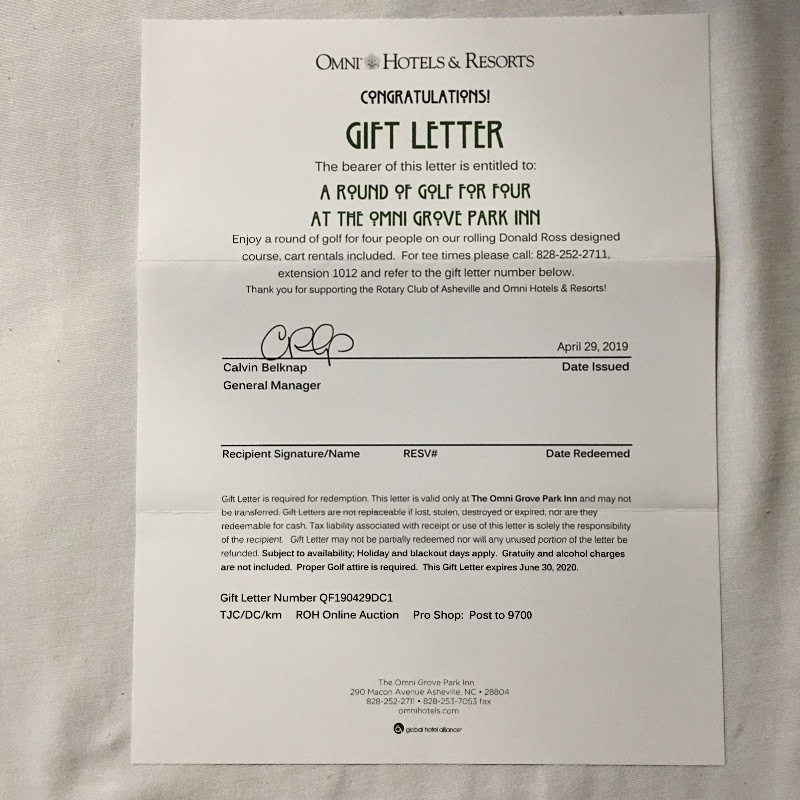 OMNI HOTELS & RESORTS
CONGRATULATIONS!
GIFT LETTER
The bearer of this letter is entitled to:
A ROUND OF GOLF FOR FOUR
AT THE OMNI GROVE PARK INN
Enjoy a round of golf for four people on our rolling Donald Ross designed
course, cart rentals included. For tee times please call: 828-252-2711,
extension 1012 and refer to the gift letter number below.
Thank you for supporting the Rotary Club of Asheville and Omni Hotels & Resorts!
April 29, 2019
Calvin Belknap Date Issued
General Manager
Recipient Signature/Name RESV# Date Redeemed
Gift Letter is required for redemption. This letter is valid only at The Omni Grove Park Inn and may not
be transferred. Gift Letters are not replaceable if lost, stolen, destroyed or expired, nor are they
redeemable for cash. Tax liability associated with receipt or use of this letter is solely the responsibility
of the recipient. Gift Letter may not be partially redeemed nor will any unused portion of the letter be
refunded. Subject to availability; Holiday and blackout days apply. Gratuity and alcohol charges
are not included. Proper Golf attire is required. This Gift Letter expires June 30, 2020.
Gift Letter Number QF190429DC1
TJC/DC/km ROH Online Auction Pro Shop: Post to 9700
The Omni Grove Park Inn
290 Macon Avenue Asheville, NC • 28804
828-252-2711 • 828-253-7053 fax
omnihotels.com
global hotel alliance